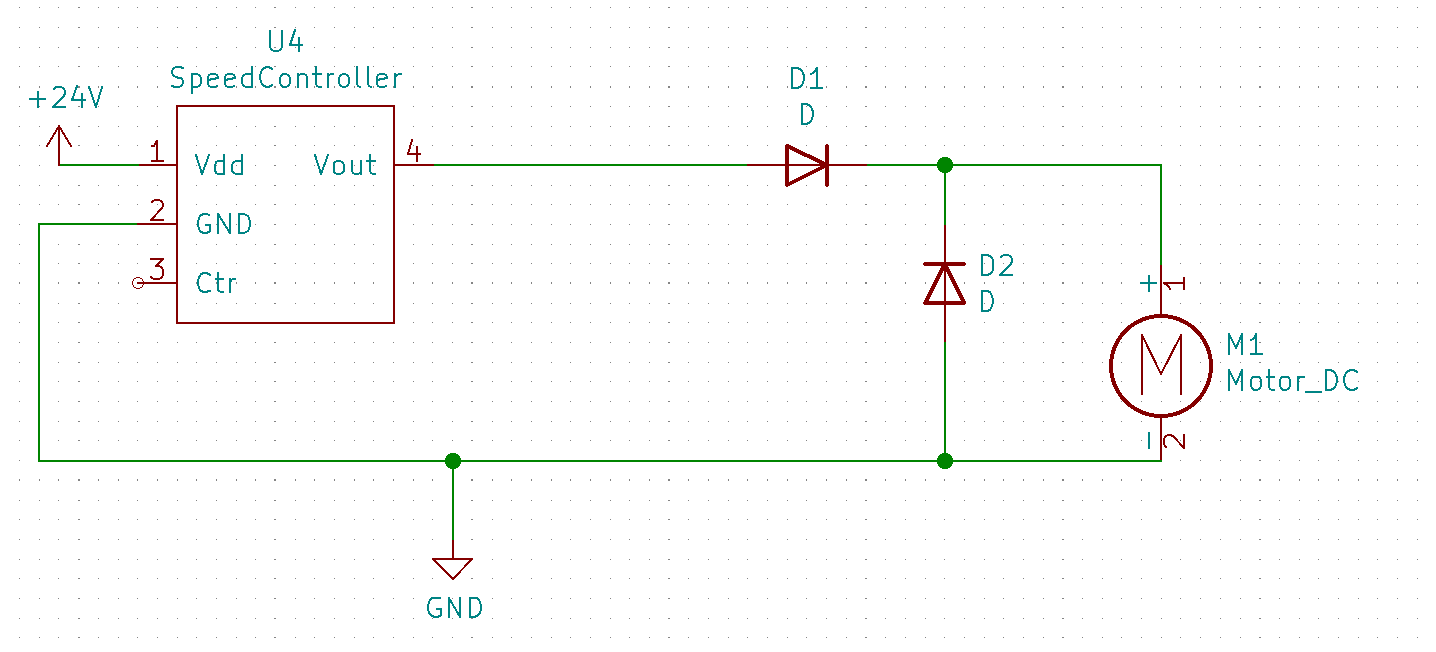 U4
SpeedController
+24V
1
Vdd
Vout
4
2
GND
3
Ctr
D1
D
D2
D
+
1
M
M1
Motor_DC
-
2
GND